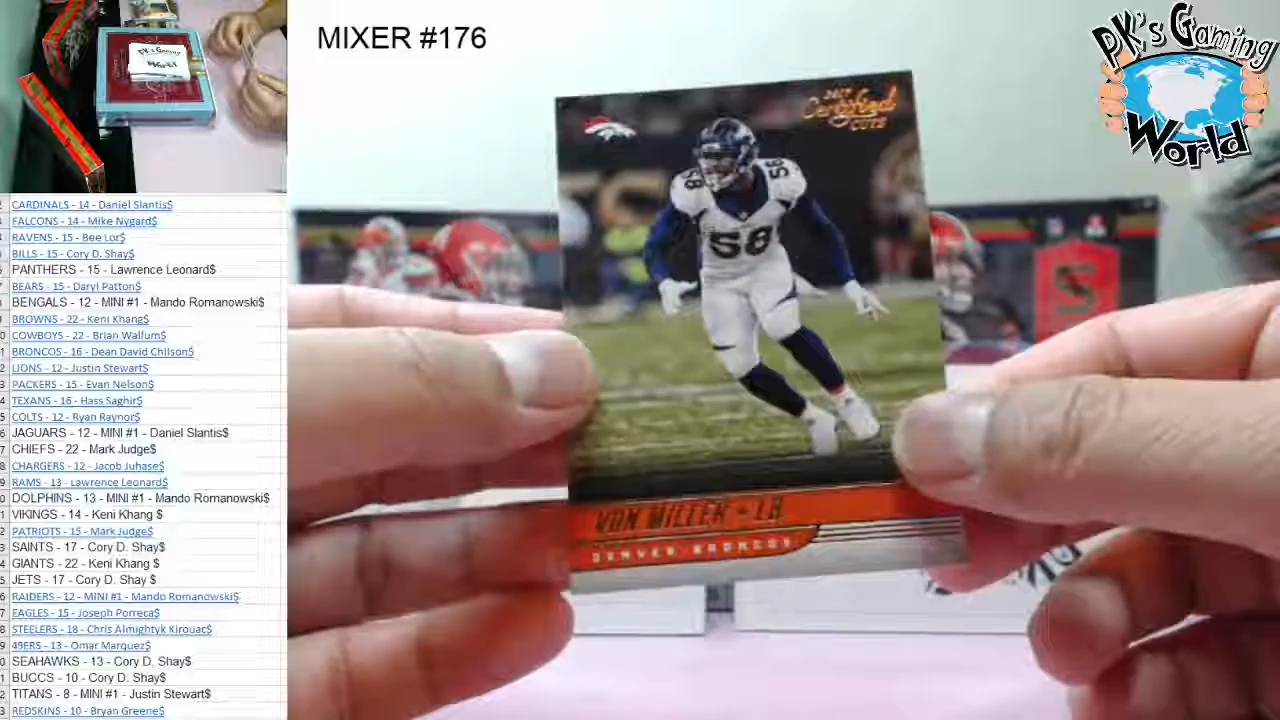 MIXER #176
PK's Gaming
World
PK's Gaming
World
CARDINALS - 14 - Daniel Slantis$
FALCONS - 14 - Mike Nygard$
RAVENS - 15 - Bee Lor$
BILLS - 15 - Cory D. Shay$
PANTHERS - 15 - Lawrence Leonard$
BEARS - 15 - Daryl Patton$
BENGALS - 12 - MINI #1 - Mando Romanowski$
BROWNS - 22 - Keni Khang$
COWBOYS - 22 - Brian Walfum$
BRONCOS - 16 - Dean David Chilson$
LIONS - 12 - Justin Stewart$
PACKERS - 15 - Evan Nelson$
TEXANS - 16 - Hass Saghir$
COLTS - 12 - Ryan Raynor$
JAGUARS - 12 - MINI #1 - Daniel Slantis$
CHIEFS - 22 - Mark Judge$
CHARGERS - 12 - Jacob Juhase$
RAMS - 13 - Lawrence Leonard$
DOLPHINS - 13 - MINI #1 - Mando Romanowski$
VIKINGS - 14 - Keni Khang $
PATRIOTS - 15 - Mark Judge$
SAINTS - 17 - Cory D. Shay$
GIANTS - 22 - Keni Khang $
JETS - 17 - Cory D. Shay $
RAIDERS - 12 - MINI #1 - Mando Romanowski$
EAGLES - 15 - Joseph Porreca$
STEELERS - 18 - Chris Almightyk Kirouac$
49ERS - 13 - Omar Marquez$
SEAHAWKS - 13 - Cory D. Shay$
BUCCS - 10 - Cory D. Shay$
TITANS - 8 - MINI #1 - Justin Stewart$
REDSKINS - 10 - Bryan Greene$
2017
Certified
CUTS
58
58
VON MILLER - LB
DENVER BRONCOS